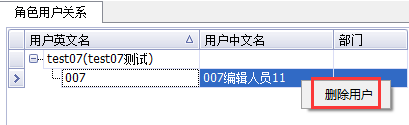 角色用户关系
用户英文名 用户中文名 部门
test07(test07测试)
007 007编辑人员11
删除用户